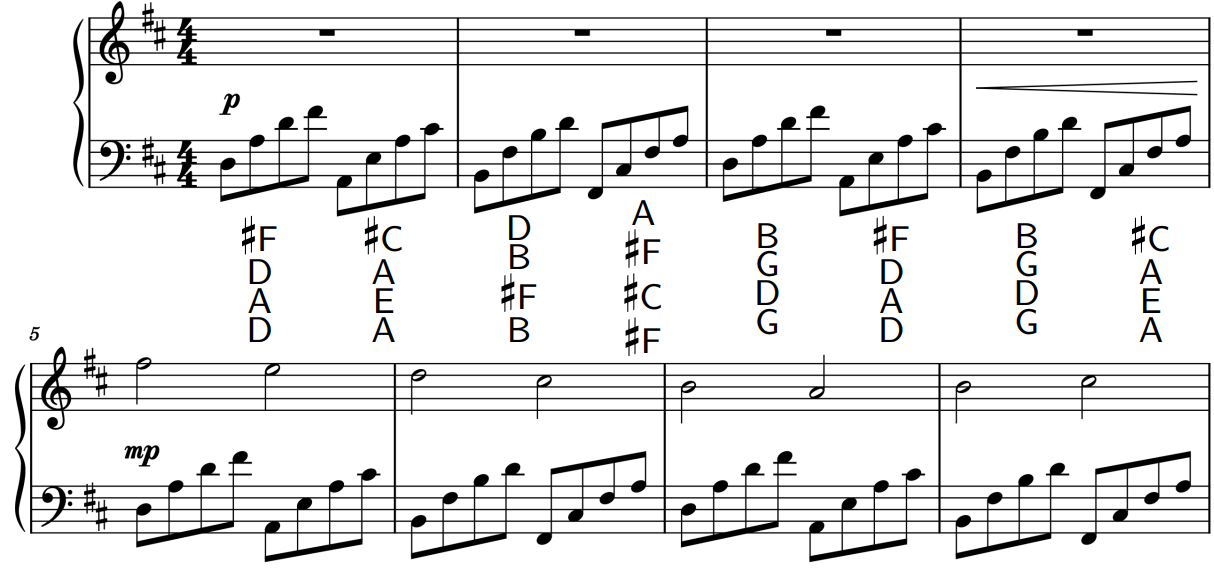 p
♯F ♯C D A B ♯F B ♯C
D A B ♯F G D G A
A E ♯F ♯C D A D E
D A B ♯F G D G A
5
mp